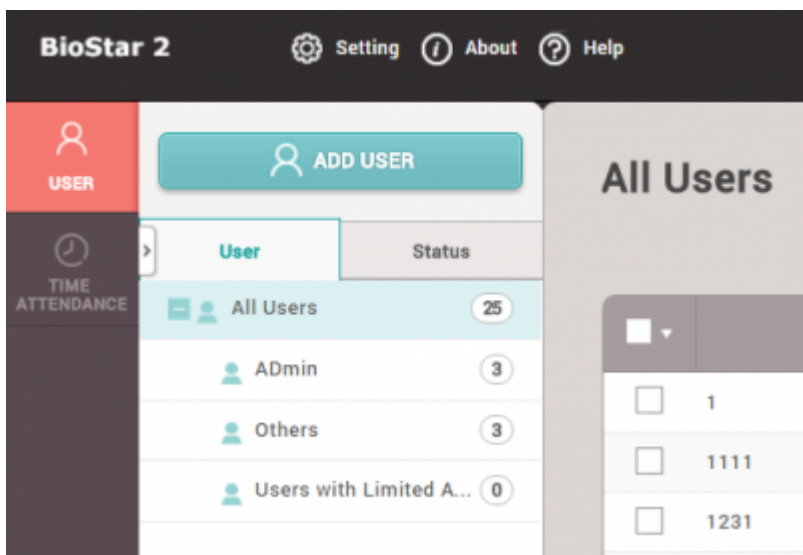 BioStar 2 Setting About Help
USER
TIME
ATTENDANCE
ADD USER
User Status
All Users 25
ADmin 3
Others 3
Users with Limited A... 0
All Users
1
1111
1231